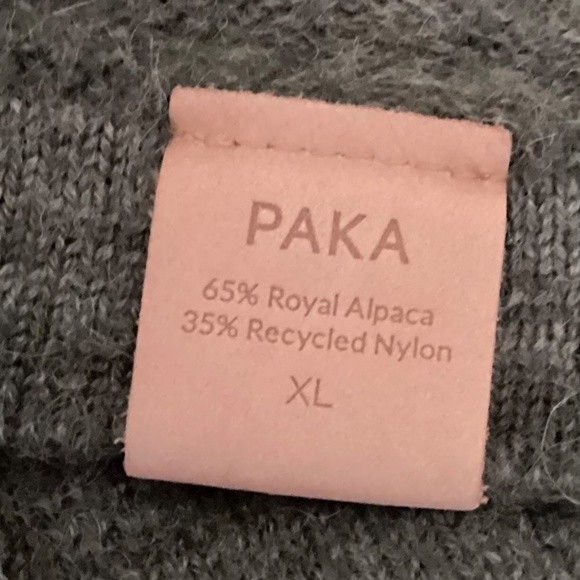 PAKA
65% Royal Alpaca
35% Recycled Nylon
XL